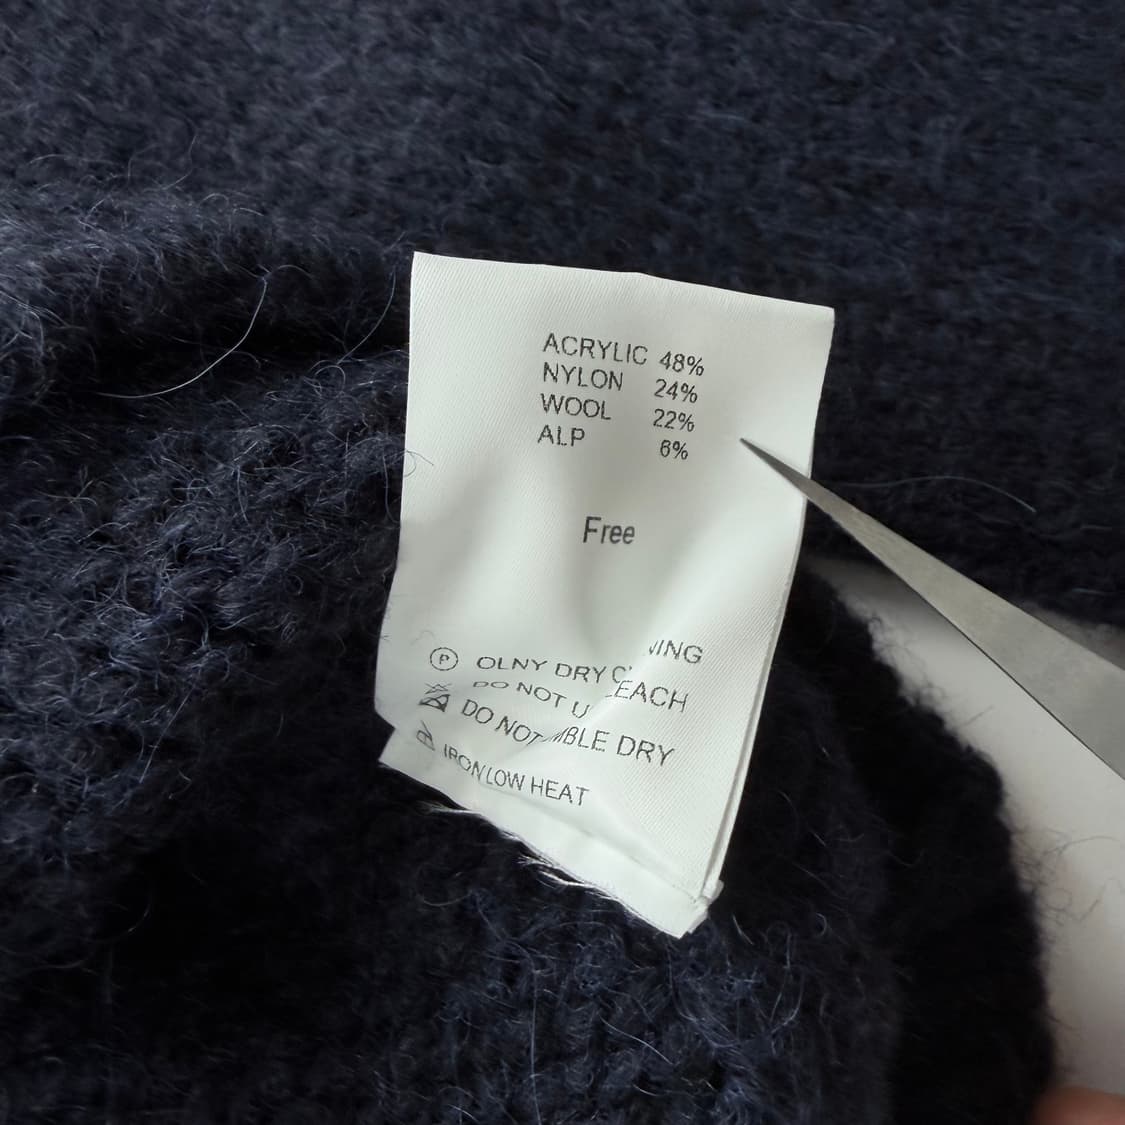 ACRYLIC 48%
NYLON 24%
WOOL 22%
ALP 6%
Free
P OLNY DRY
DO NOT
DO NOT DRY
IRON LOW HEAT